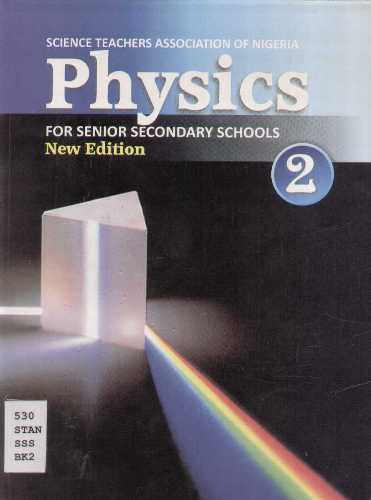 SCIENCE TEACHERS ASSOCIATION OF NIGERIA
Physics
FOR SENIOR SECONDARY SCHOOLS
New Edition
2
530
STAN
SSS
BK2